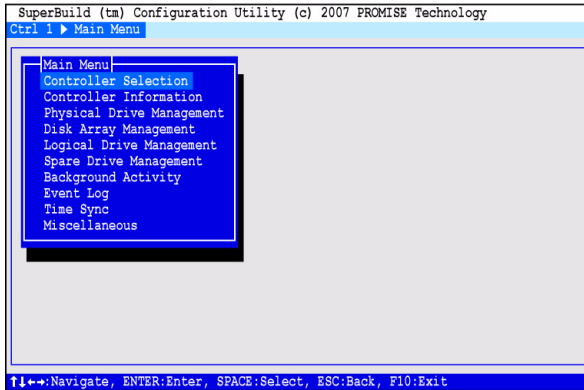 SuperBuild (tm) Configuration Utility (c) 2007 PROMISE Technology
Ctrl 1 ▶ Main Menu
Main Menu
Controller Selection
Controller Information
Physical Drive Management
Disk Array Management
Logical Drive Management
Spare Drive Management
Background Activity
Event Log
Time Sync
Miscellaneous
↑↓←→:Navigate, ENTER:Enter, SPACE:Select, ESC:Back, F10:Exit